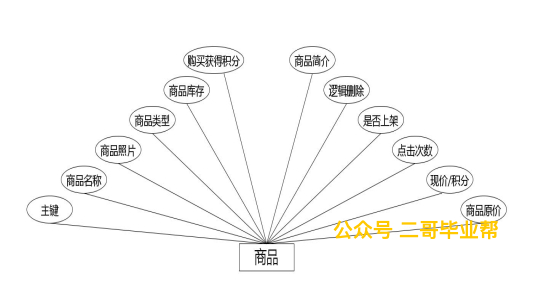 购买获得积分
商品简介
商品库存
逻辑删除
商品类型
是否上架
商品照片
点击次数
商品名称
现价/积分
主键
商品原价
公众号 二哥毕业帮
商品